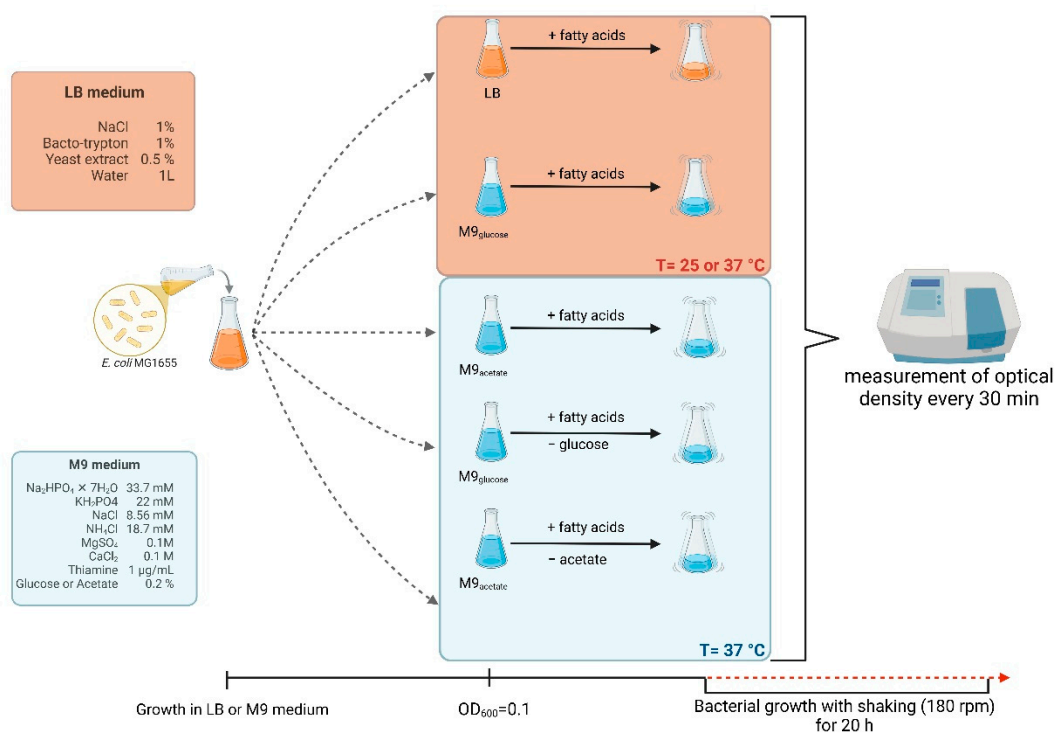 LB medium
NaCl 1%
Bacto-trypton 1%
Yeast extract 0.5 %
Water 1L
E. coli MG1655
M9 medium
Na₂HPO₄ × 7H₂O 33.7 mM
KH₂PO4 22 mM
NaCl 8.56 mM
NH₄Cl 18.7 mM
MgSO₄ 0.1M
CaCl₂ 0.1 M
Thiamine 1 µg/mL
Glucose or Acetate 0.2 %
+ fatty acids
LB
+ fatty acids
M9glucose
T= 25 or 37 °C
+ fatty acids
M9acetate
+ fatty acids
− glucose
M9glucose
+ fatty acids
− acetate
M9acetate
T= 37 °C
measurement of optical
density every 30 min
Growth in LB or M9 medium
OD₆₀₀=0.1
Bacterial growth with shaking (180 rpm)
for 20 h